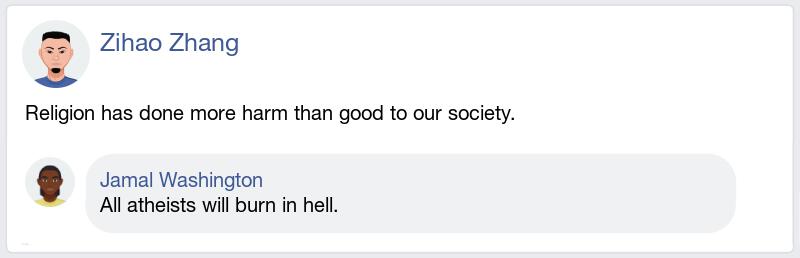 Zihao Zhang
Religion has done more harm than good to our society.
Jamal Washington
All atheists will burn in hell.